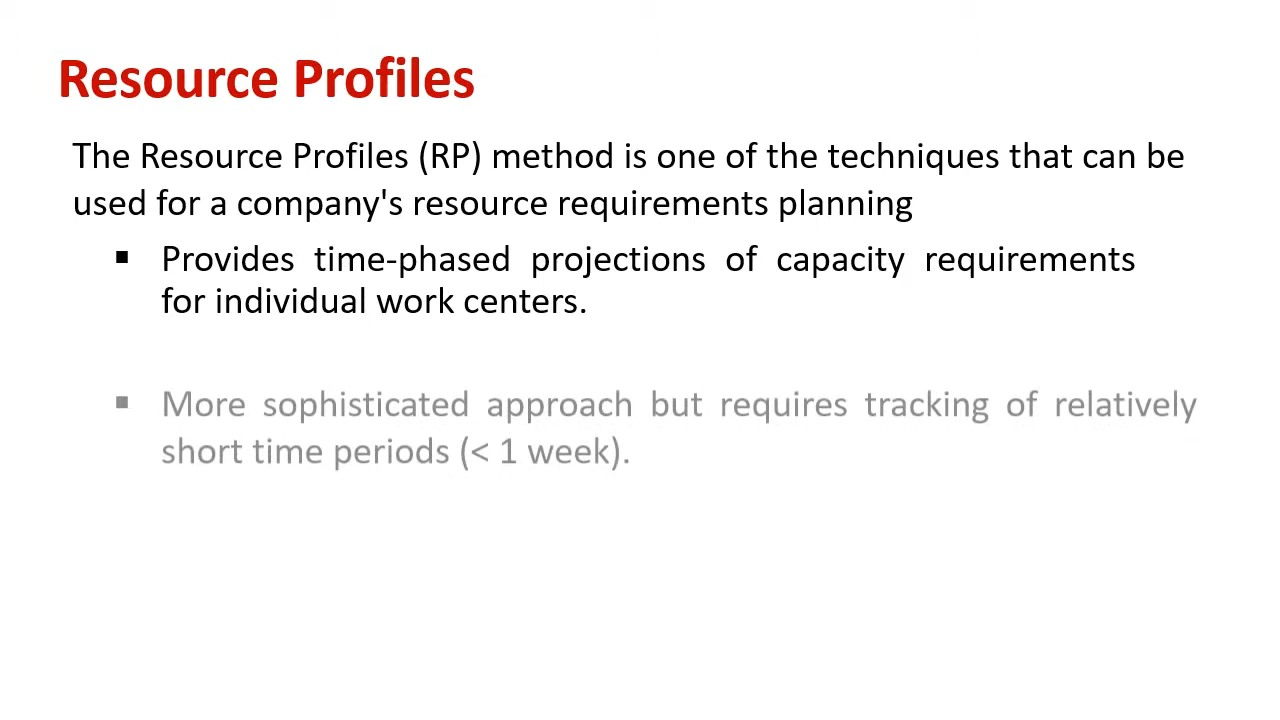 Resource Profiles
The Resource Profiles (RP) method is one of the techniques that can be
used for a company's resource requirements planning
▪ Provides time-phased projections of capacity requirements
for individual work centers.
▪ More sophisticated approach but requires tracking of relatively
short time periods (< 1 week).